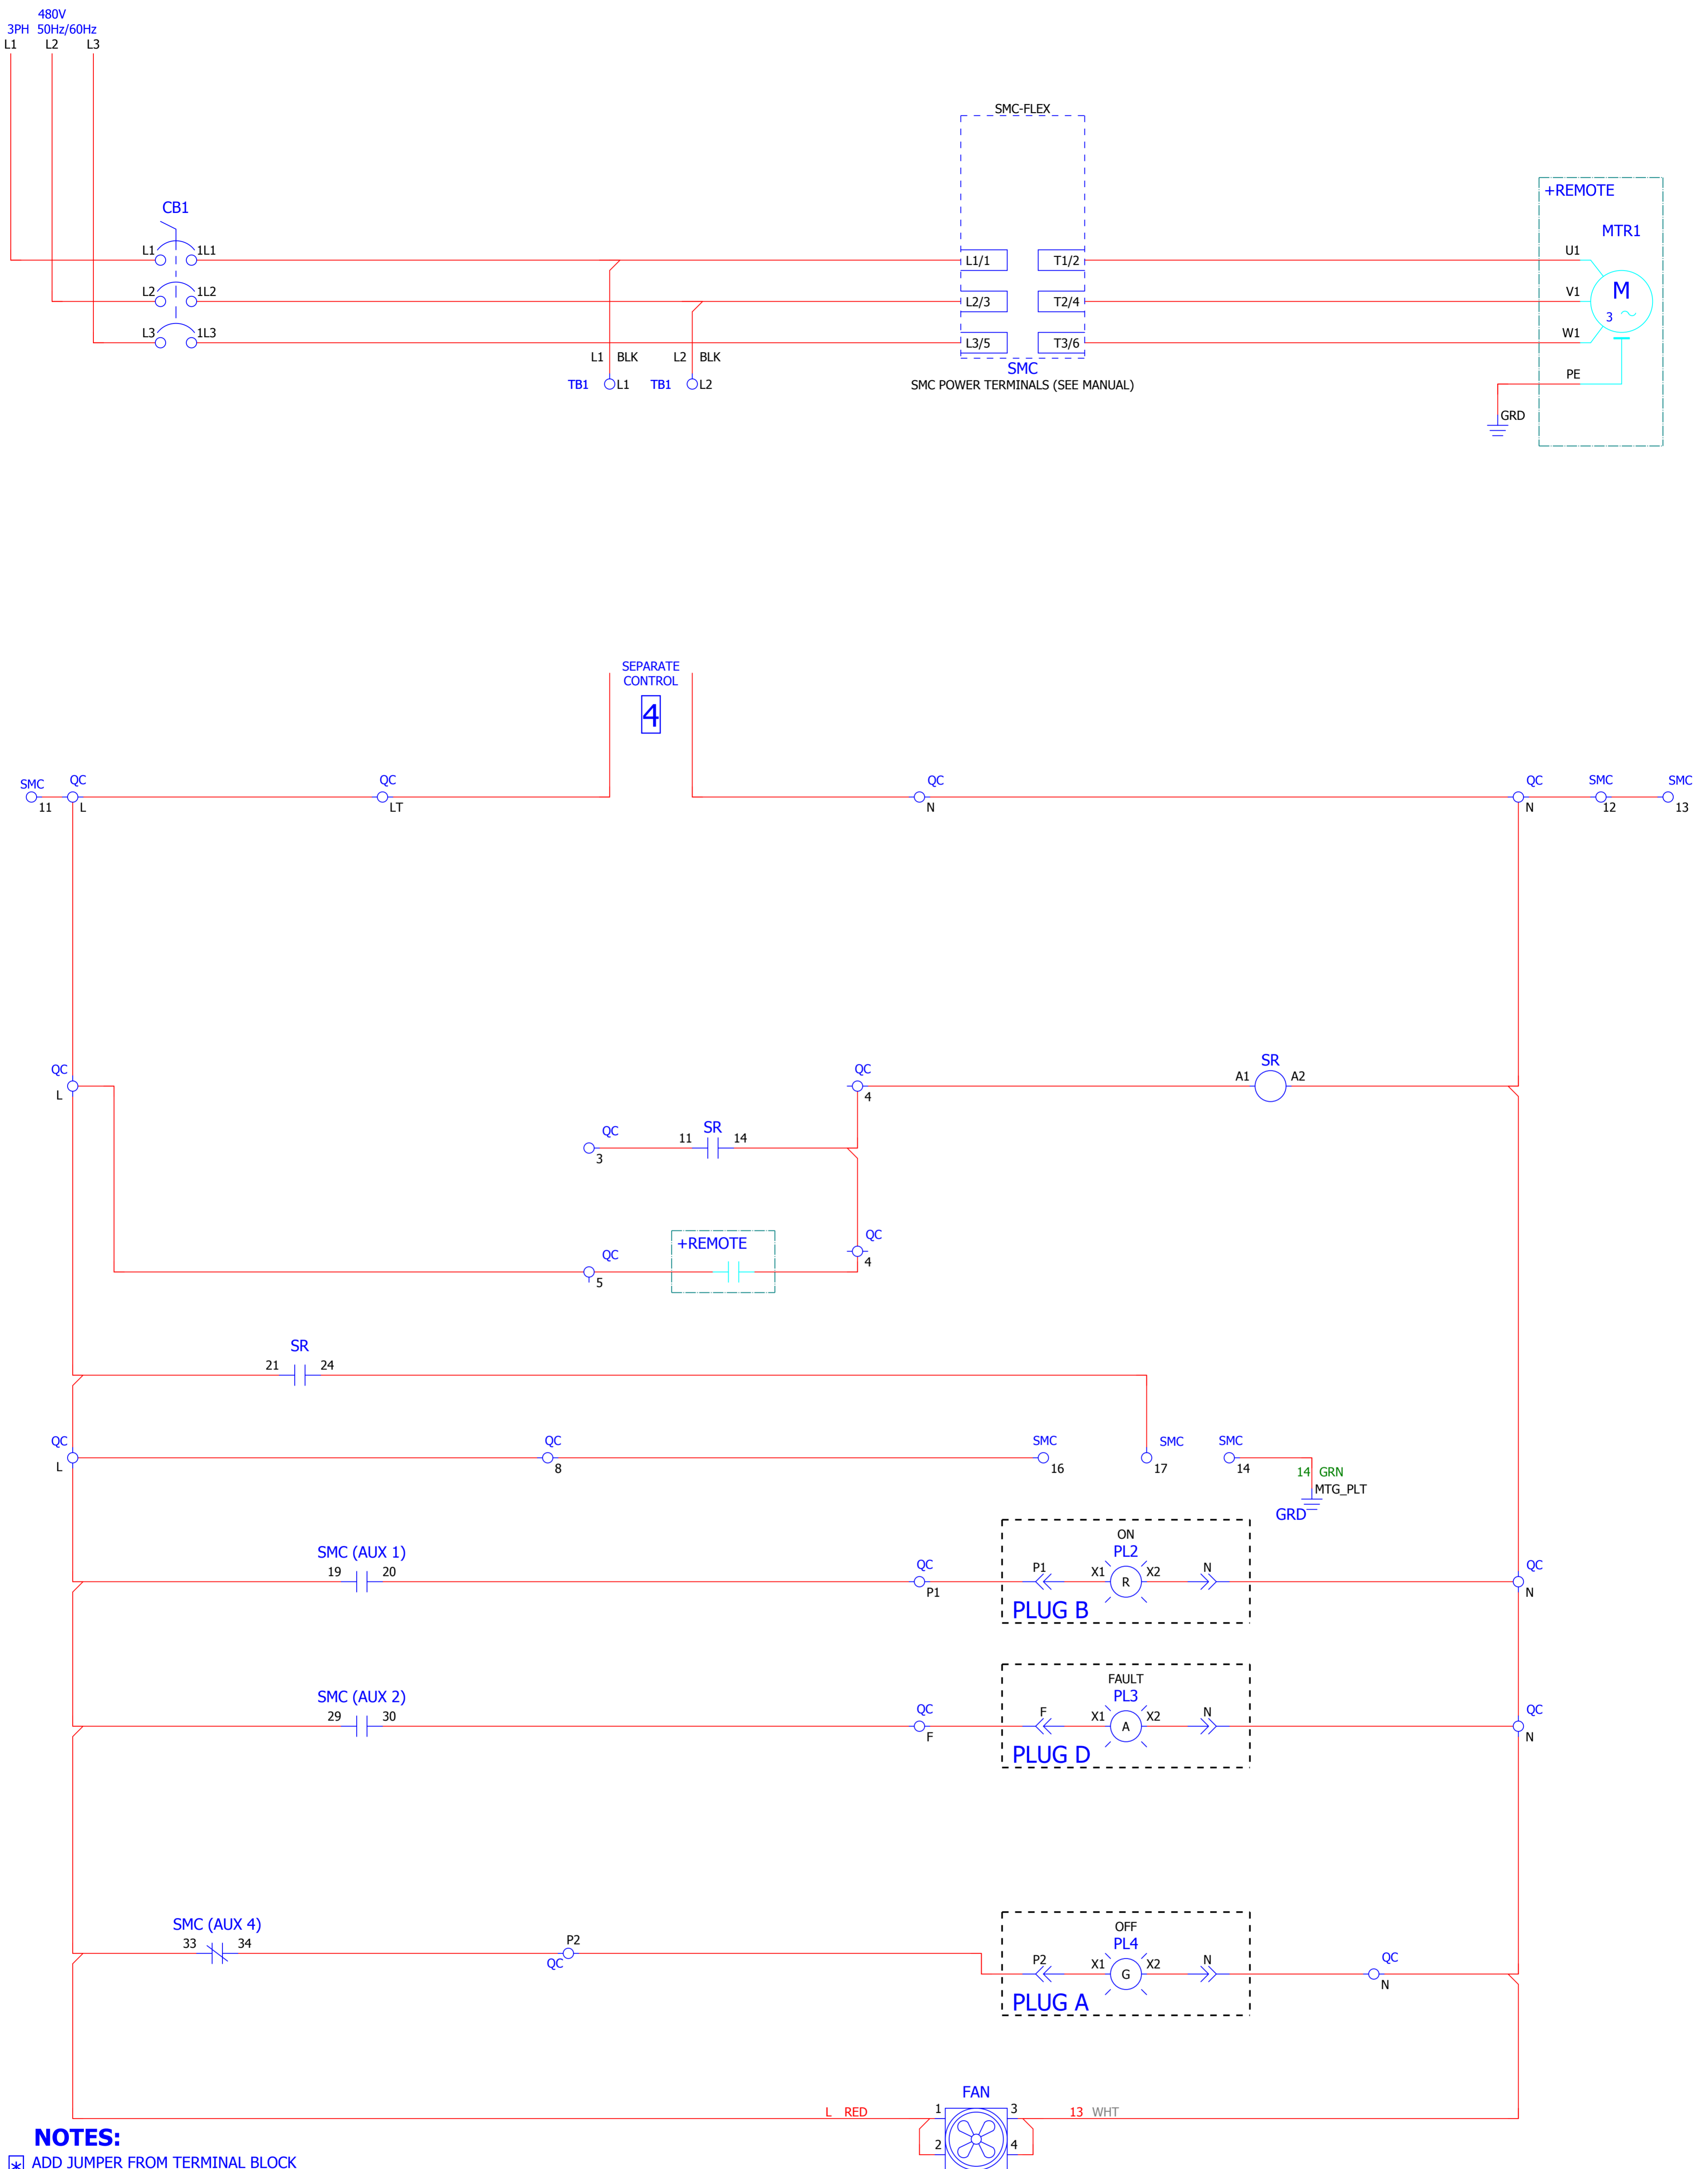 480V
3PH 50Hz/60Hz
L1 L2 L3
SMC-FLEX
+REMOTE
CB1
MTR1
L1 1L1 L1/1 T1/2 U1
L2 1L2 L2/3 T2/4 V1
M
3
L3 1L3 L3/5 T3/6 W1
L1 BLK L2 BLK
SMC
TB1 L1 TB1 L2
SMC POWER TERMINALS (SEE MANUAL)
PE
GRD
SEPARATE
CONTROL
4
SMC QC QC QC QC SMC SMC
11 L LT N N 12 13
QC QC SR
L 4 A1 A2
QC SR
3 11 14
+REMOTE
QC QC
5 4
SR
21 24
QC QC SMC SMC SMC
L 8 16 17 14
14 GRN
MTG_PLT
GRD
SMC (AUX 1)
19 20
ON
PL2
QC P1 X1 R X2 N QC
P1 N
PLUG B
SMC (AUX 2)
29 30
FAULT
PL3
QC F X1 A X2 N QC
F N
PLUG D
SMC (AUX 4)
33 34
P2
QC
OFF
PL4
P2 X1 G X2 N QC
N
PLUG A
FAN
L RED 1 3 13 WHT
2 4
NOTES:
* ADD JUMPER FROM TERMINAL BLOCK